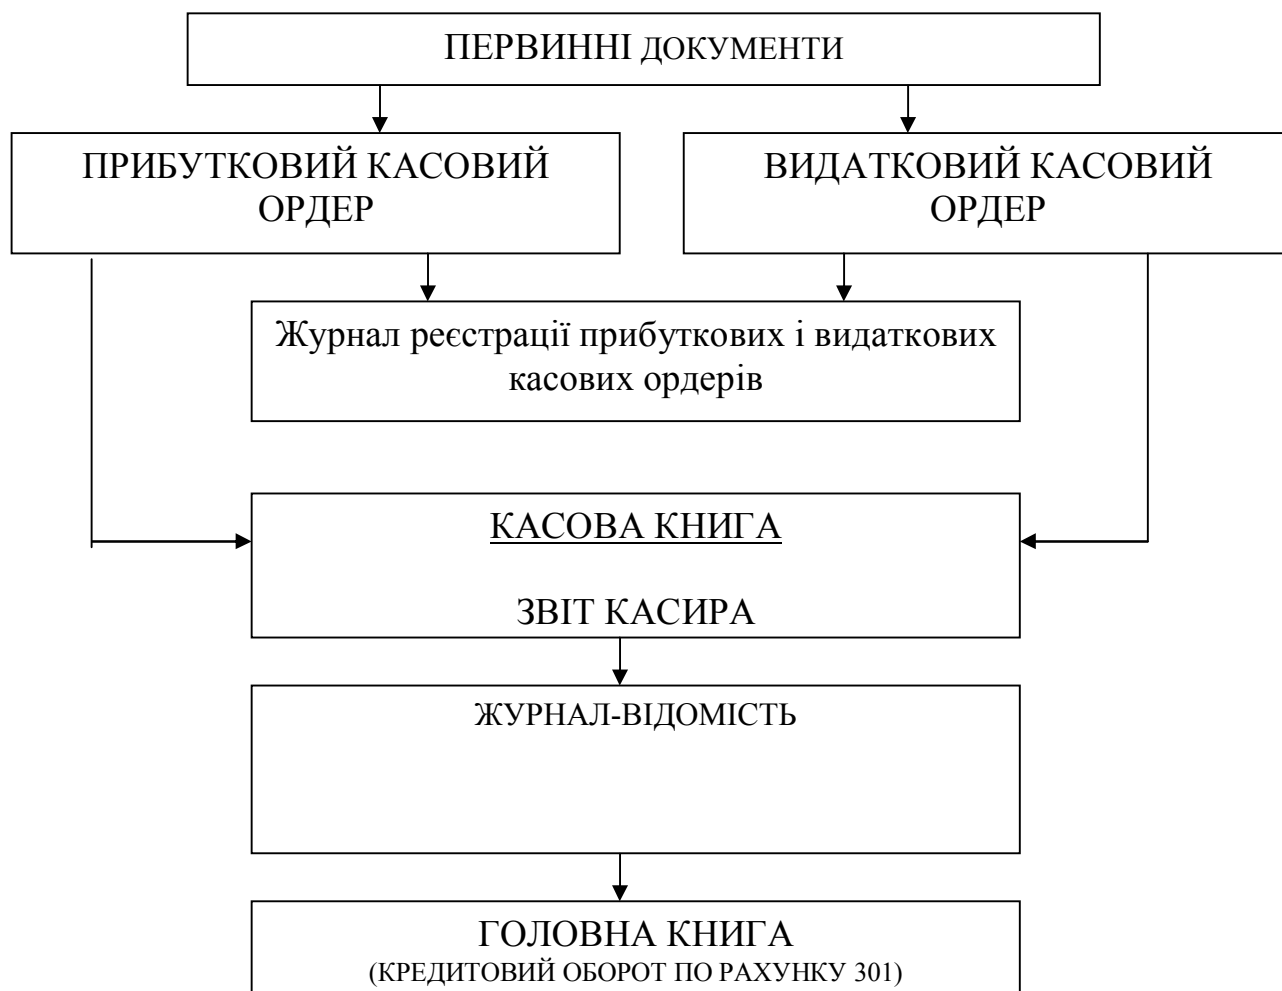 ПЕРВИННІ ДОКУМЕНТИ
ПРИБУТКОВИЙ КАСОВИЙ
ОРДЕР
ВИДАТКОВИЙ КАСОВИЙ
ОРДЕР
Журнал реєстрації прибуткових і видаткових
касових ордерів
КАСОВА КНИГА
ЗВІТ КАСИРА
ЖУРНАЛ-ВІДОМІСТЬ
ГОЛОВНА КНИГА
(КРЕДИТОВИЙ ОБОРОТ ПО РАХУНКУ 301)